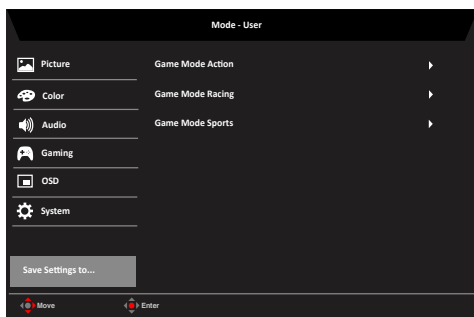 Mode - User
Picture
Color
Audio
Gaming
OSD
System
Save Settings to...
Game Mode Action
Game Mode Racing
Game Mode Sports
Move
Enter